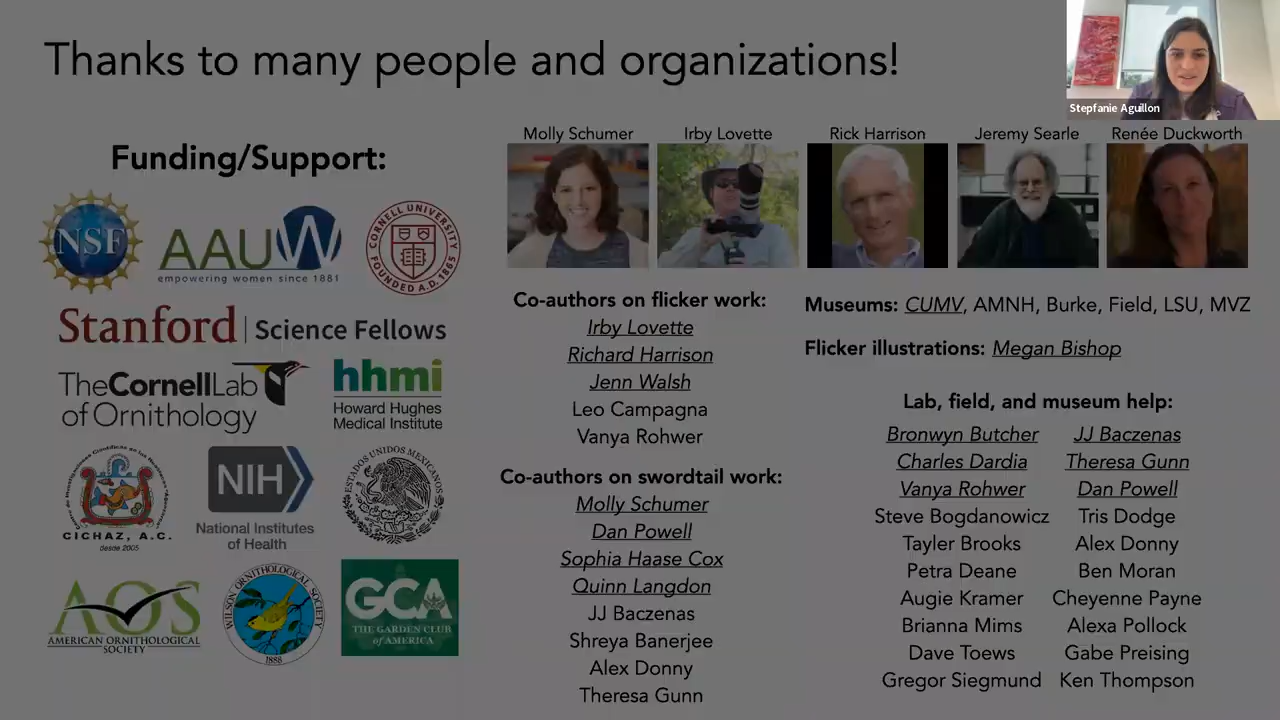 Thanks to many people and organizations!
Stepfanie Aguillon
Funding/Support:
NSF
AAUW
empowering women since 1881
CORNELL UNIVERSITY
FOUNDED A.D. 1865
Stanford | Science Fellows
TheCornellLab
of Ornithology
hhmi
Howard Hughes
Medical Institute
CICHAZ, A.C.
desde 2005
NIH
National Institutes
of Health
ESTADOS UNIDOS MEXICANOS
AOS
AMERICAN ORNITHOLOGICAL
SOCIETY
WILSON ORNITHOLOGICAL SOCIETY
1888
GCA
THE GARDEN CLUB
of AMERICA
Molly Schumer
Irby Lovette
Rick Harrison
Jeremy Searle
Renée Duckworth
Co-authors on flicker work:
Irby Lovette
Richard Harrison
Jenn Walsh
Leo Campagna
Vanya Rohwer
Co-authors on swordtail work:
Molly Schumer
Dan Powell
Sophia Haase Cox
Quinn Langdon
JJ Baczenas
Shreya Banerjee
Alex Donny
Theresa Gunn
Museums: CUMV, AMNH, Burke, Field, LSU, MVZ
Flicker illustrations: Megan Bishop
Lab, field, and museum help:
Bronwyn Butcher
Charles Dardia
Vanya Rohwer
Steve Bogdanowicz
Tayler Brooks
Petra Deane
Augie Kramer
Brianna Mims
Dave Toews
Gregor Siegmund
JJ Baczenas
Theresa Gunn
Dan Powell
Tris Dodge
Alex Donny
Ben Moran
Cheyenne Payne
Alexa Pollock
Gabe Preising
Ken Thompson